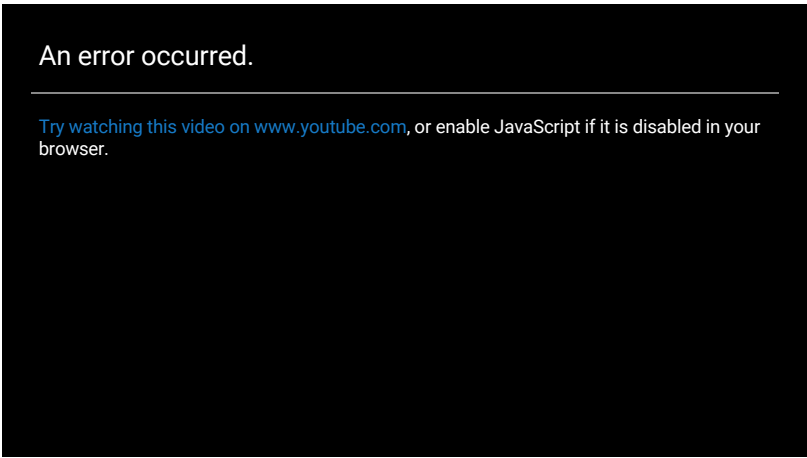 An error occurred.
Try watching this video on www.youtube.com, or enable JavaScript if it is disabled in your
browser.